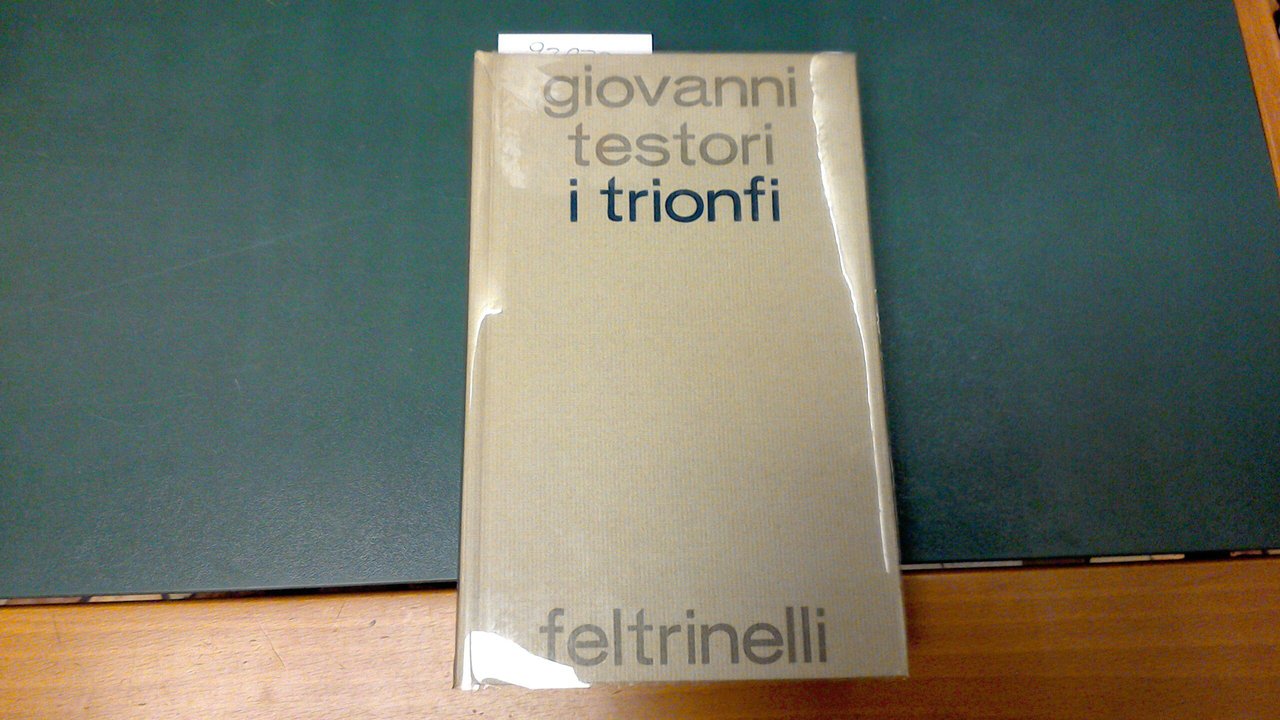 giovanni
testori
i trionfi
feltrinelli